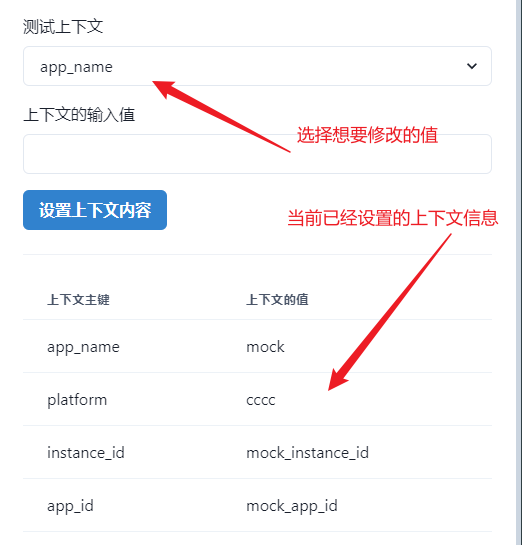 测试上下文
app_name
上下文的输入值
选择想要修改的值
设置上下文内容
当前已经设置的上下文信息
上下文主键 上下文的值
app_name mock
platform cccc
instance_id mock_instance_id
app_id mock_app_id